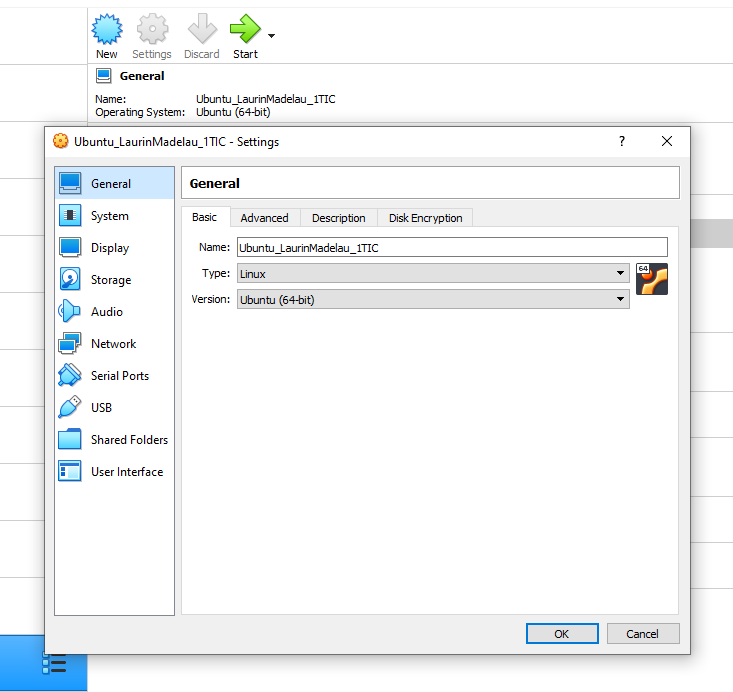 New Settings Discard Start
General
Name: Ubuntu_LaurinMadelau_1TIC
Operating System: Ubuntu (64-bit)
Ubuntu_LaurinMadelau_1TIC - Settings ?
General
System
Display
Storage
Audio
Network
Serial Ports
USB
Shared Folders
User Interface
General
Basic Advanced Description Disk Encryption
Name: Ubuntu_LaurinMadelau_1TIC
Type: Linux
64
Version: Ubuntu (64-bit)
OK Cancel